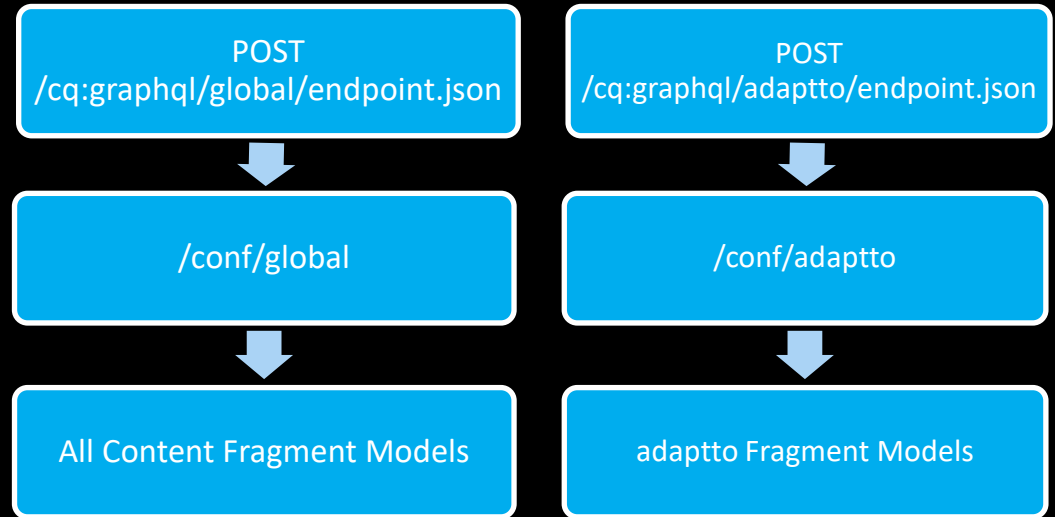 POST
/cq:graphql/global/endpoint.json
/conf/global
All Content Fragment Models
POST
/cq:graphql/adaptto/endpoint.json
/conf/adaptto
adaptto Fragment Models